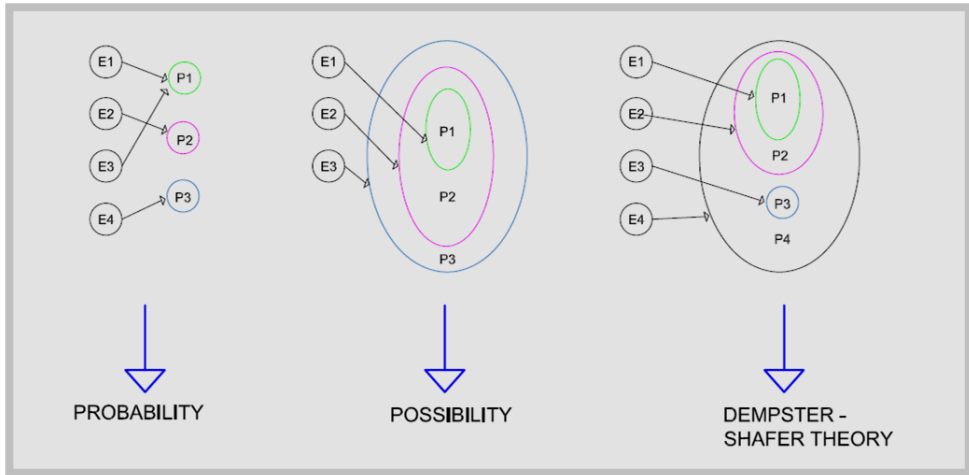 E1
P1
E2
P2
E3
P3
E4
PROBABILITY
E1
P1
E2
E3
P2
P3
POSSIBILITY
E1
P1
E2
P2
E3
P3
E4
P4
DEMPSTER -
SHAFER THEORY